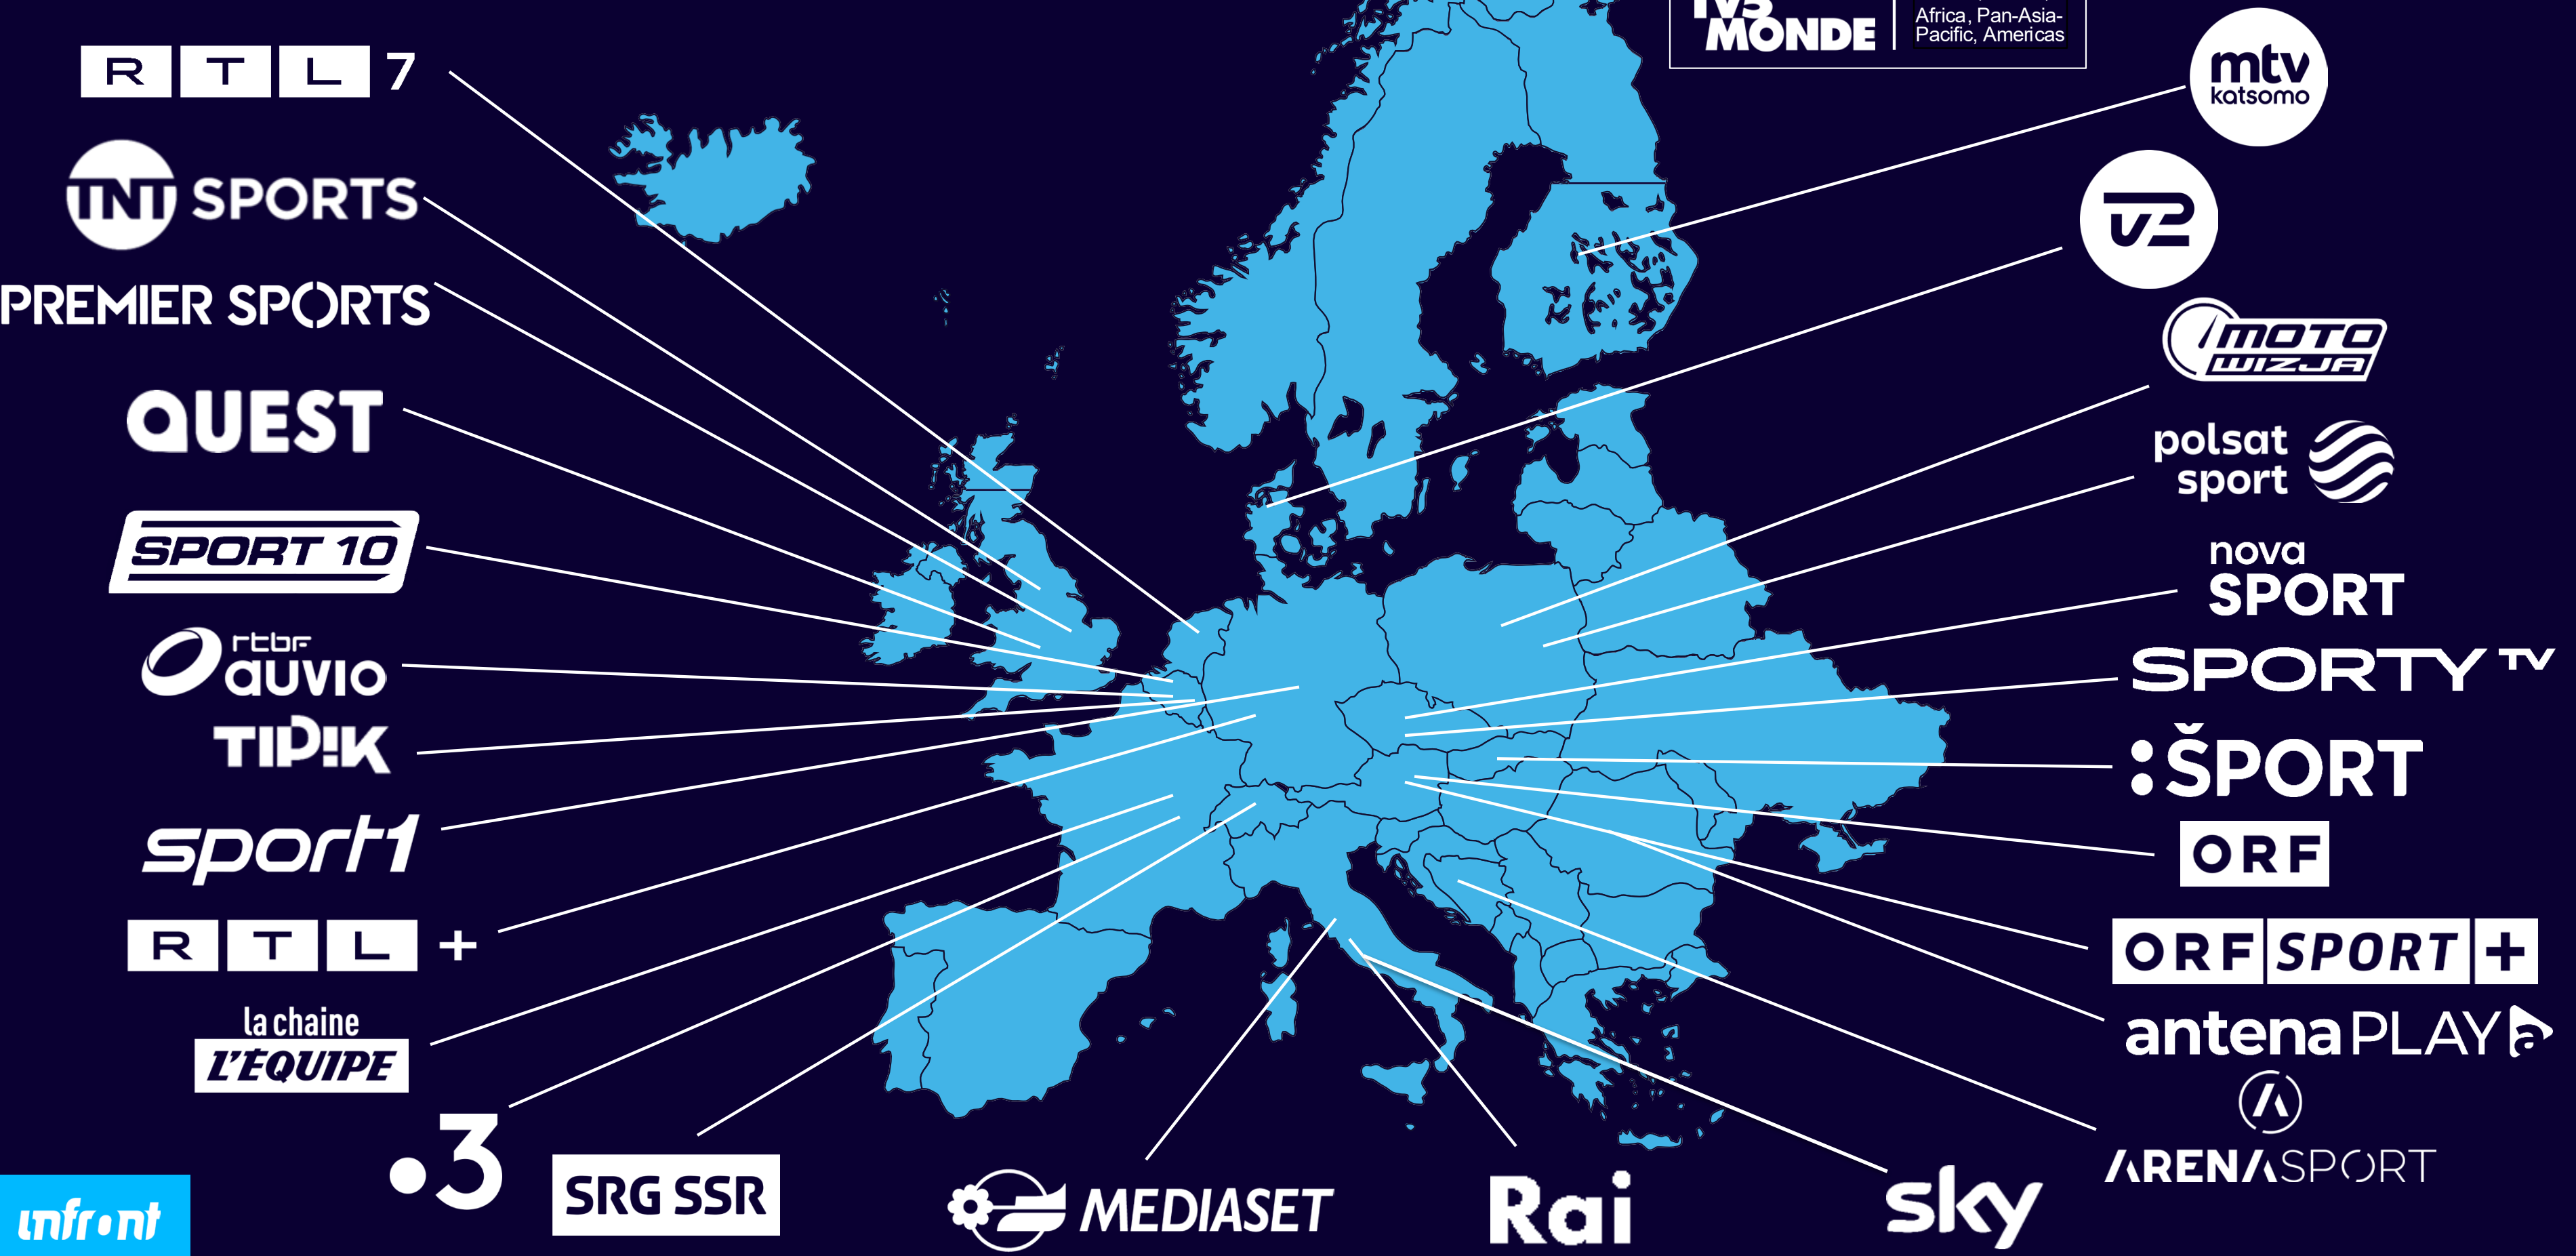 TV5
MONDE
Africa, Pan-Asia-
Pacific, Americas
RTL 7
TNT SPORTS
PREMIER SPORTS
QUEST
SPORT 10
rtbf
auvio
TIP!K
sport1
RTL +
la chaine
L'ÉQUIPE
.3
SRG SSR
infront
MEDIASET
Rai
sky
mtv
katsomo
TV2
MOTO
WIZJA
polsat
sport
nova
SPORT
SPORTY TV
:ŠPORT
ORF
ORF SPORT +
antena PLAY a
ARENA SPORT